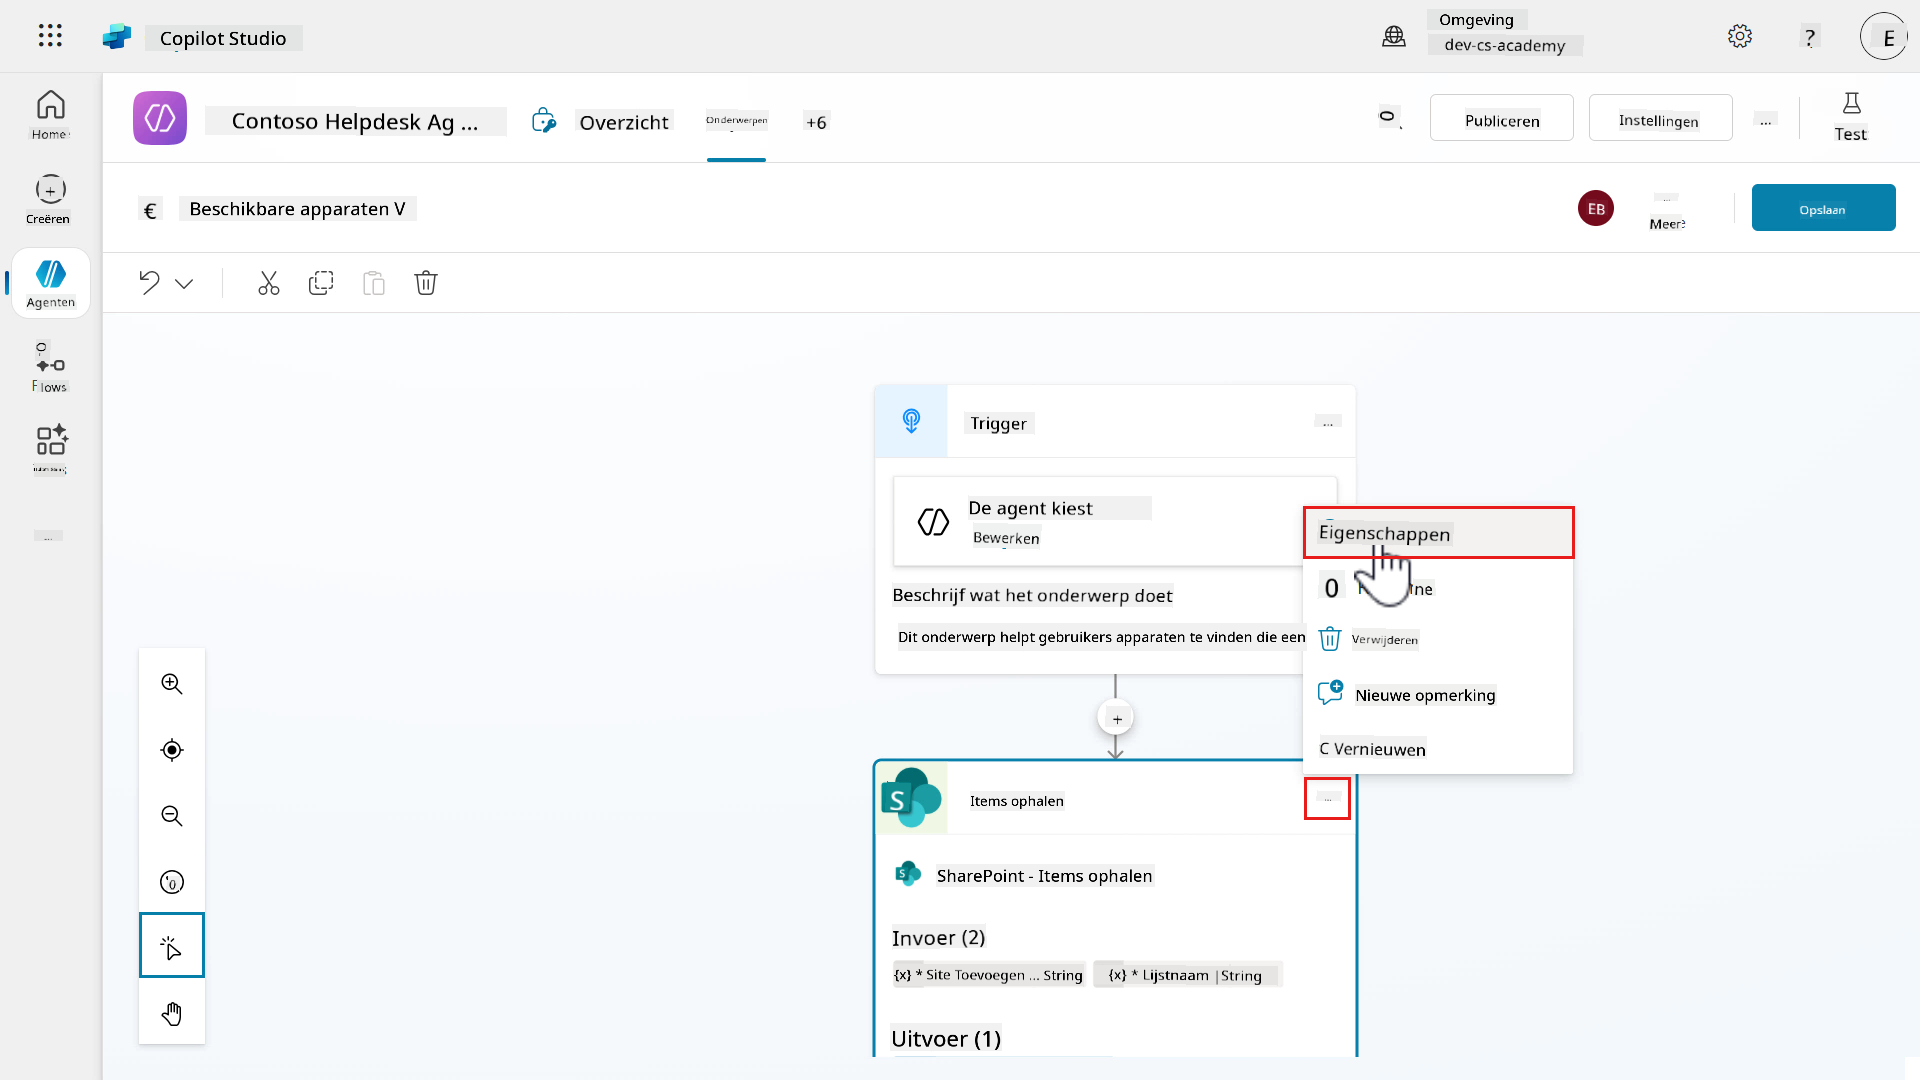 Copilot Studio
Omgeving
dev-cs-academy
?
E
Home
Creëren
Agenten
Flows
...
Contoso Helpdesk Ag ...
Overzicht
Onderwerpen
+6
Publiceren
Instellingen
...
Test
€
Beschikbare apparaten V
EB
...
Meer
Opslaan
Trigger
...
De agent kiest
Bewerken
Beschrijf wat het onderwerp doet
Dit onderwerp helpt gebruikers apparaten te vinden die een
Eigenschappen
0
Verwijderen
Nieuwe opmerking
C Vernieuwen
+
Items ophalen
...
SharePoint - Items ophalen
Invoer (2)
{x} * Site Toevoegen ... String
{x} * Lijstnaam |String
Uitvoer (1)